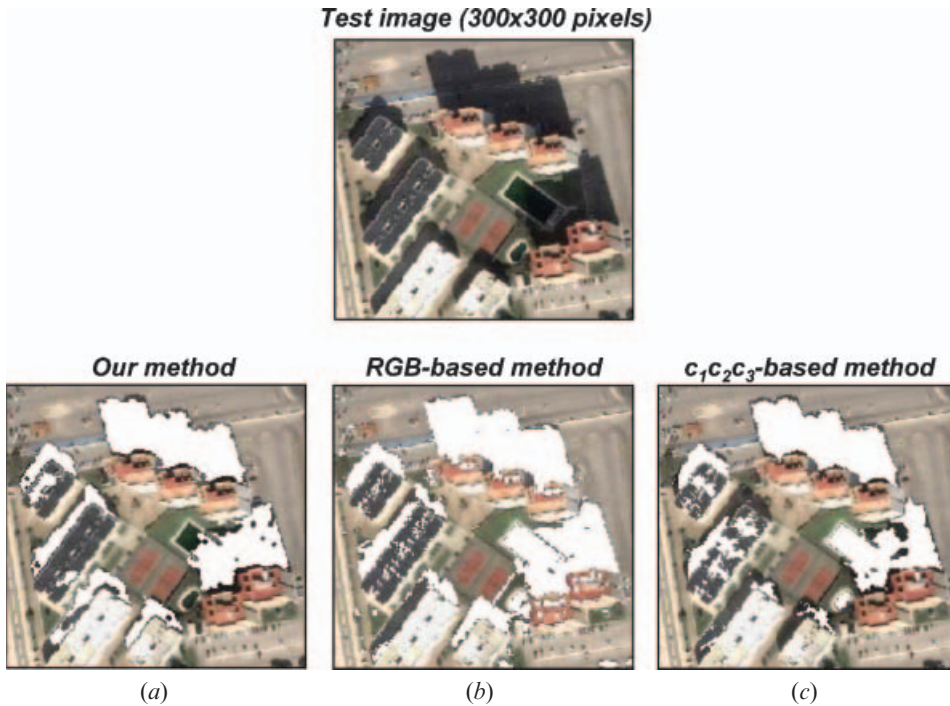 Test image (300x300 pixels)
Our method
RGB-based method
c₁c₂c₃-based method
(a)
(b)
(c)